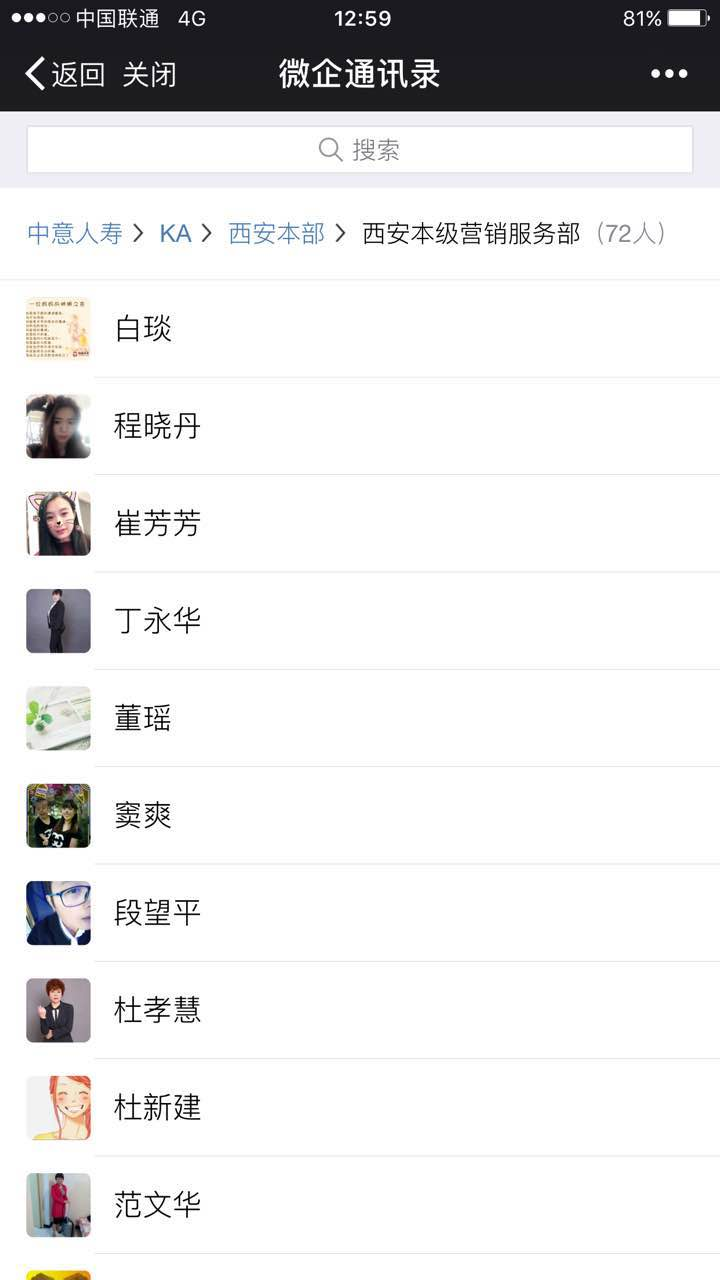 中国联通 4G 12:59 81%
返回 关闭 微企通讯录
搜索
中意人寿 KA 西安本部 西安本级营销服务部（72人）
白琰
程晓丹
崔芳芳
丁永华
董瑶
窦爽
段望平
杜孝慧
杜新建
范文华